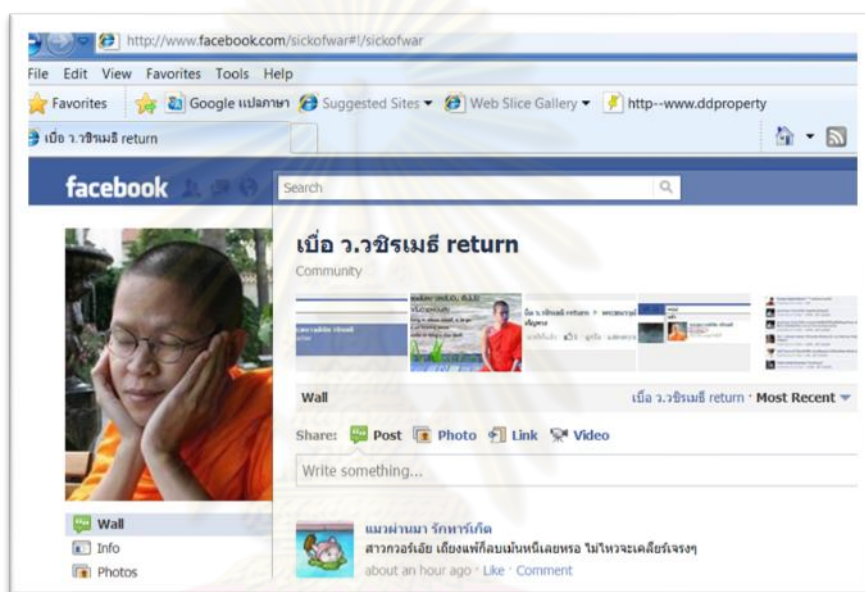 http://www.facebook.com/sickofwar#!/sickofwar
File Edit View Favorites Tools Help
Favorites Google แปลภาษา Suggested Sites Web Slice Gallery http--www.ddproperty
เบื่อ ว.วชิรเมธี return
facebook Search
เบื่อ ว.วชิรเมธี return
Community
Wall เบื่อ ว.วชิรเมธี return · Most Recent
Share: Post Photo Link Video
Write something...
แมวผ่านมา รักทาร์เก็ต
สาวกวอร์เอ้ย เถียงแพ้ก็ลบเม้นหนีเลยหรอ ไม่ไหวจะเคลียร์เจรงๆ
about an hour ago · Like · Comment
Wall
Info
Photos